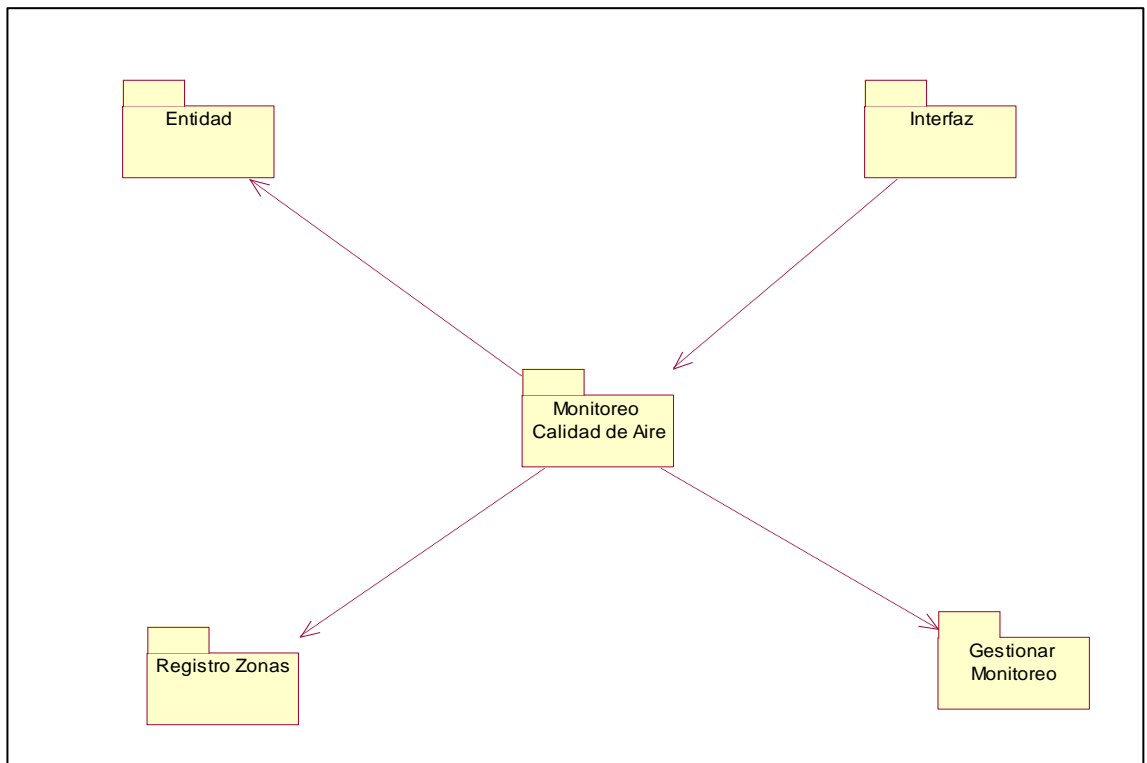 Entidad
Interfaz
Monitoreo
Calidad de Aire
Registro Zonas
Gestionar
Monitoreo